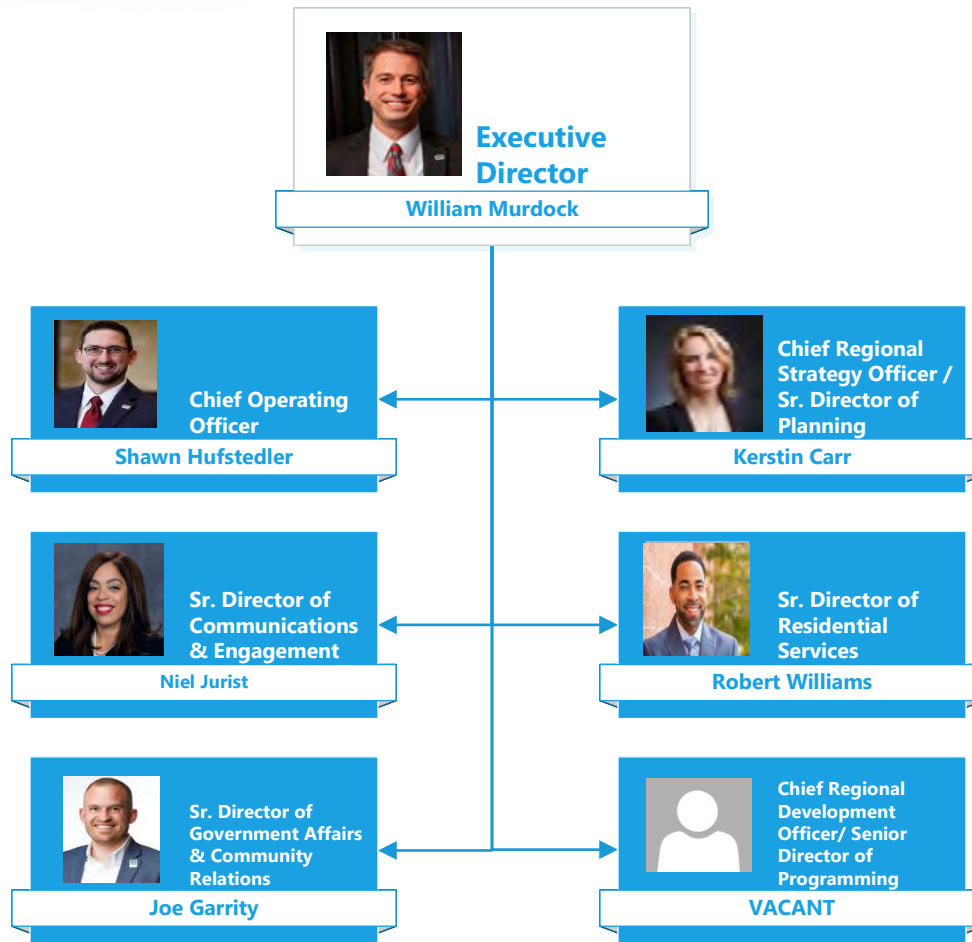 Executive
Director
William Murdock
Chief Operating
Officer
Shawn Hufstedler
Chief Regional
Strategy Officer /
Sr. Director of
Planning
Kerstin Carr
Sr. Director of
Communications
& Engagement
Niel Jurist
Sr. Director of
Residential
Services
Robert Williams
Sr. Director of
Government Affairs
& Community
Relations
Joe Garrity
Chief Regional
Development
Officer/ Senior
Director of
Programming
VACANT